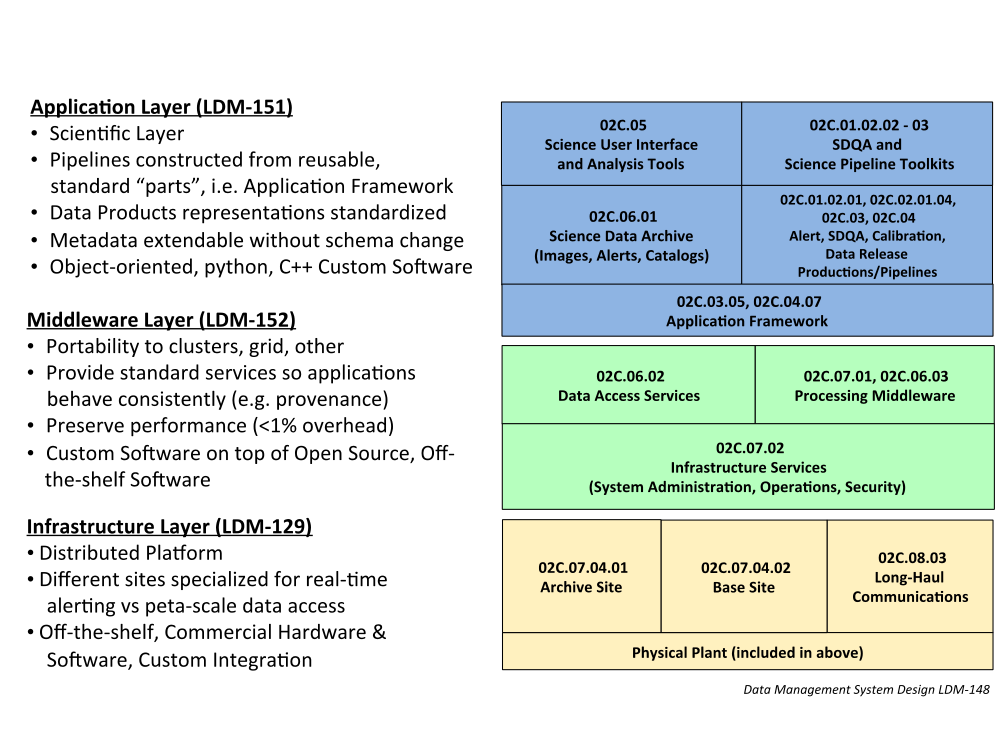 Application Layer (LDM-151)
• Scientific Layer
• Pipelines constructed from reusable,
standard “parts”, i.e. Application Framework
• Data Products representations standardized
• Metadata extendable without schema change
• Object-oriented, python, C++ Custom Software
Middleware Layer (LDM-152)
• Portability to clusters, grid, other
• Provide standard services so applications
behave consistently (e.g. provenance)
• Preserve performance (<1% overhead)
• Custom Software on top of Open Source, Off-
the-shelf Software
Infrastructure Layer (LDM-129)
• Distributed Platform
• Different sites specialized for real-time
alerting vs peta-scale data access
• Off-the-shelf, Commercial Hardware &
Software, Custom Integration
02C.05
Science User Interface
and Analysis Tools
02C.01.02.02 - 03
SDQA and
Science Pipeline Toolkits
02C.06.01
Science Data Archive
(Images, Alerts, Catalogs)
02C.01.02.01, 02C.02.01.04,
02C.03, 02C.04
Alert, SDQA, Calibration,
Data Release
Productions/Pipelines
02C.03.05, 02C.04.07
Application Framework
02C.06.02
Data Access Services
02C.07.01, 02C.06.03
Processing Middleware
02C.07.02
Infrastructure Services
(System Administration, Operations, Security)
02C.07.04.01
Archive Site
02C.07.04.02
Base Site
02C.08.03
Long-Haul
Communications
Physical Plant (included in above)
Data Management System Design LDM-148